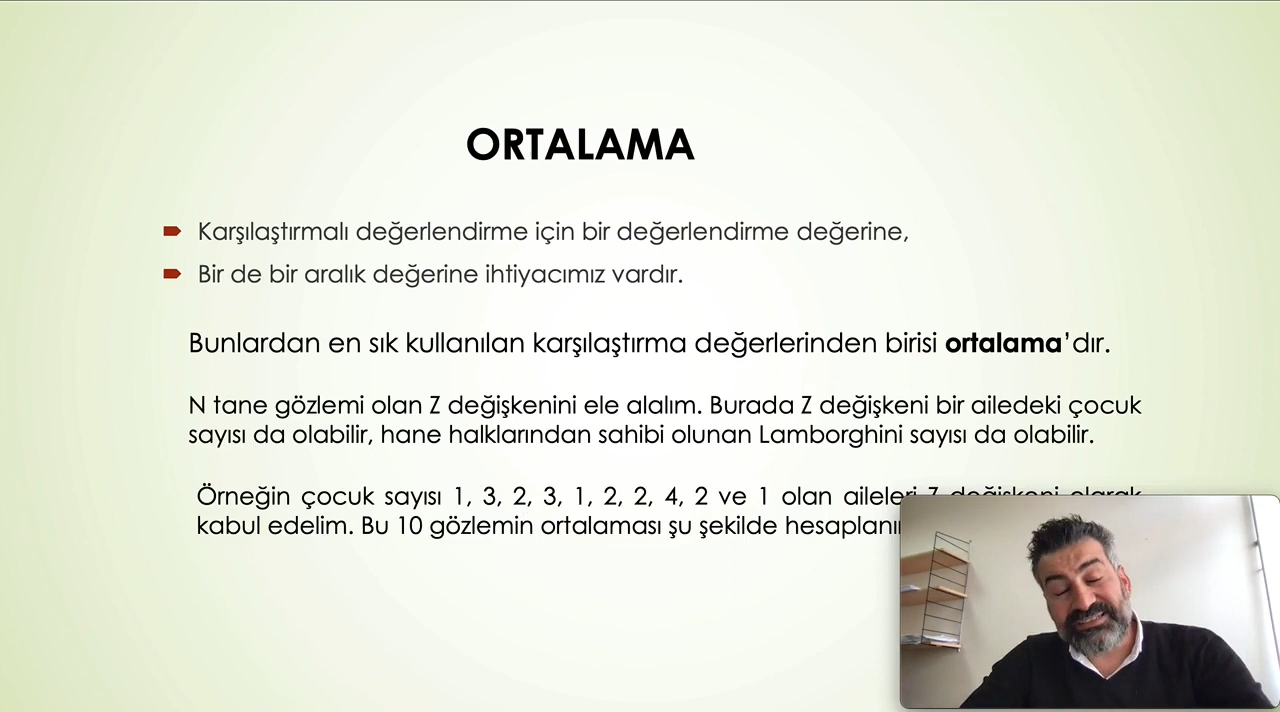 ORTALAMA
Karşılaştırmalı değerlendirme için bir değerlendirme değerine,
Bir de bir aralık değerine ihtiyacımız vardır.
Bunlardan en sık kullanılan karşılaştırma değerlerinden birisi ortalama’dır.
N tane gözlemi olan Z değişkenini ele alalım. Burada Z değişkeni bir ailedeki çocuk
sayısı da olabilir, hane halklarından sahibi olunan Lamborghini sayısı da olabilir.
Örneğin çocuk sayısı 1, 3, 2, 3, 1, 2, 2, 4, 2 ve 1 olan aileleri Z değişkeni olarak
kabul edelim. Bu 10 gözlemin ortalaması şu şekilde